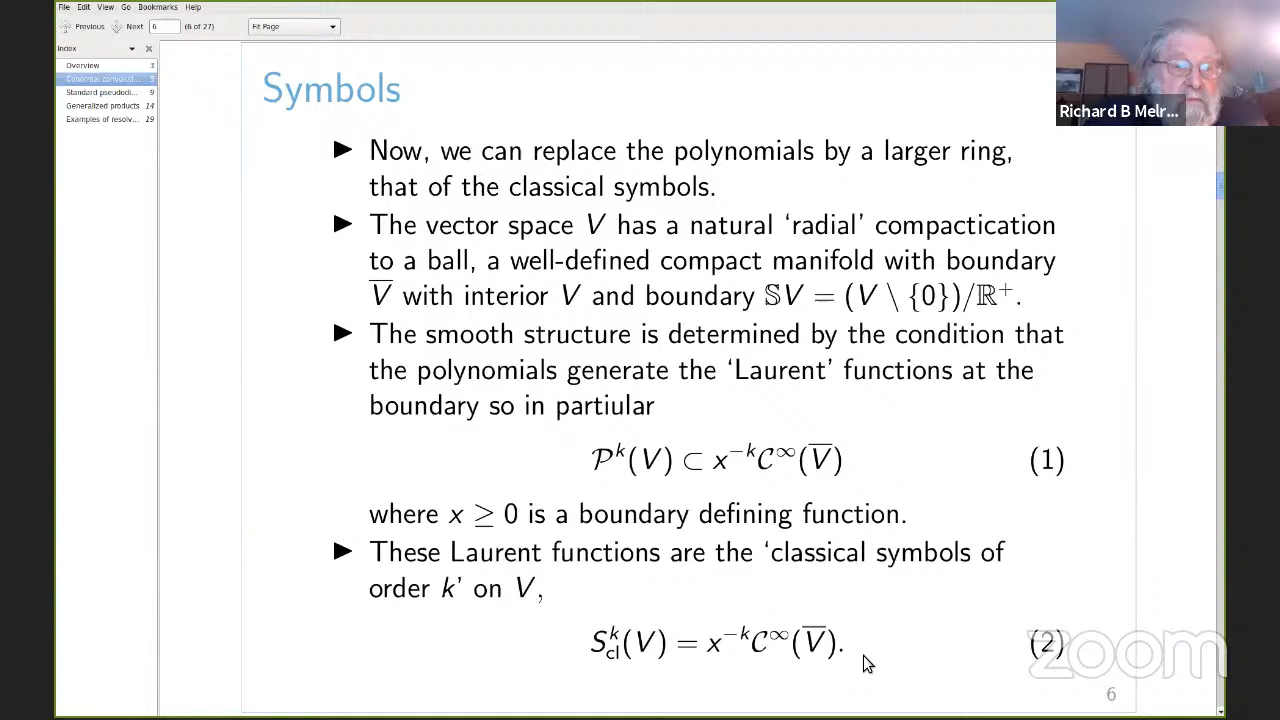 File Edit View Go Bookmarks Help
Previous Next 6 (6 of 27) Fit Page
Index
Overview 3
Conormal convoluti... 5
Standard pseudodi... 9
Generalized products 14
Examples of resolv... 19
Richard B Melr...
Symbols
▶ Now, we can replace the polynomials by a larger ring,
that of the classical symbols.
▶ The vector space V has a natural ‘radial’ compactication
to a ball, a well-defined compact manifold with boundary
V̅ with interior V and boundary 𝕊V = (V \ {0})/ℝ⁺.
▶ The smooth structure is determined by the condition that
the polynomials generate the ‘Laurent’ functions at the
boundary so in partiular
𝒫ᵏ(V) ⊂ x⁻ᵏ𝒞^∞(V̅) (1)
where x ≥ 0 is a boundary defining function.
▶ These Laurent functions are the ‘classical symbols of
order k’ on V,
Sᵏ_cl(V) = x⁻ᵏ𝒞^∞(V̅). (2)
zoom
6